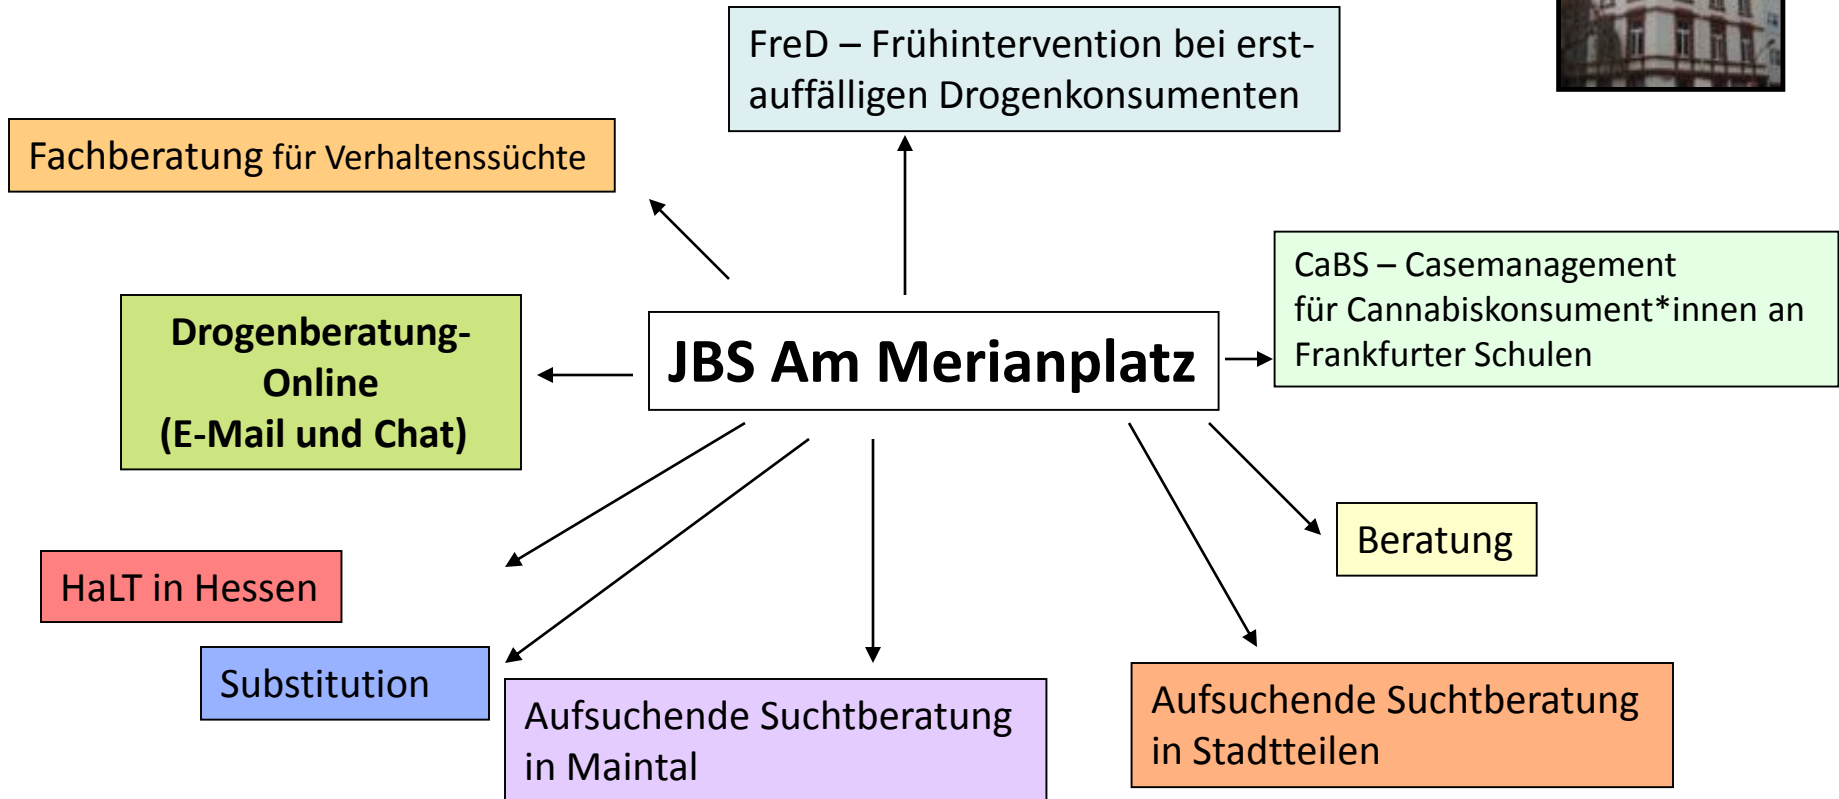 FreD – Frühintervention bei erst-
auffälligen Drogenkonsumenten
Fachberatung für Verhaltenssüchte
CaBS – Casemanagement
für Cannabiskonsument*innen an
Frankfurter Schulen
Drogenberatung-
Online
(E-Mail und Chat)
JBS Am Merianplatz
Beratung
HaLT in Hessen
Substitution
Aufsuchende Suchtberatung
in Maintal
Aufsuchende Suchtberatung
in Stadtteilen